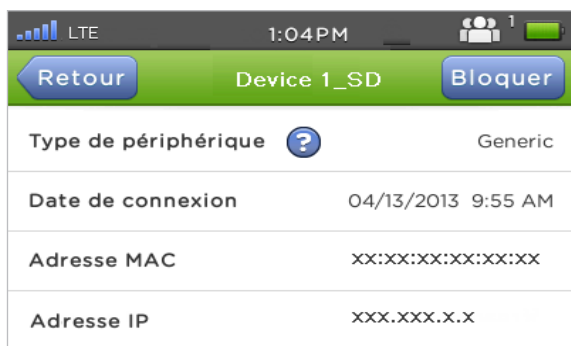 LTE 1:04PM 1
Retour Device 1_SD Bloquer
Type de périphérique ? Generic
Date de connexion 04/13/2013 9:55 AM
Adresse MAC xx:xx:xx:xx:xx:xx
Adresse IP xxx.xxx.x.x